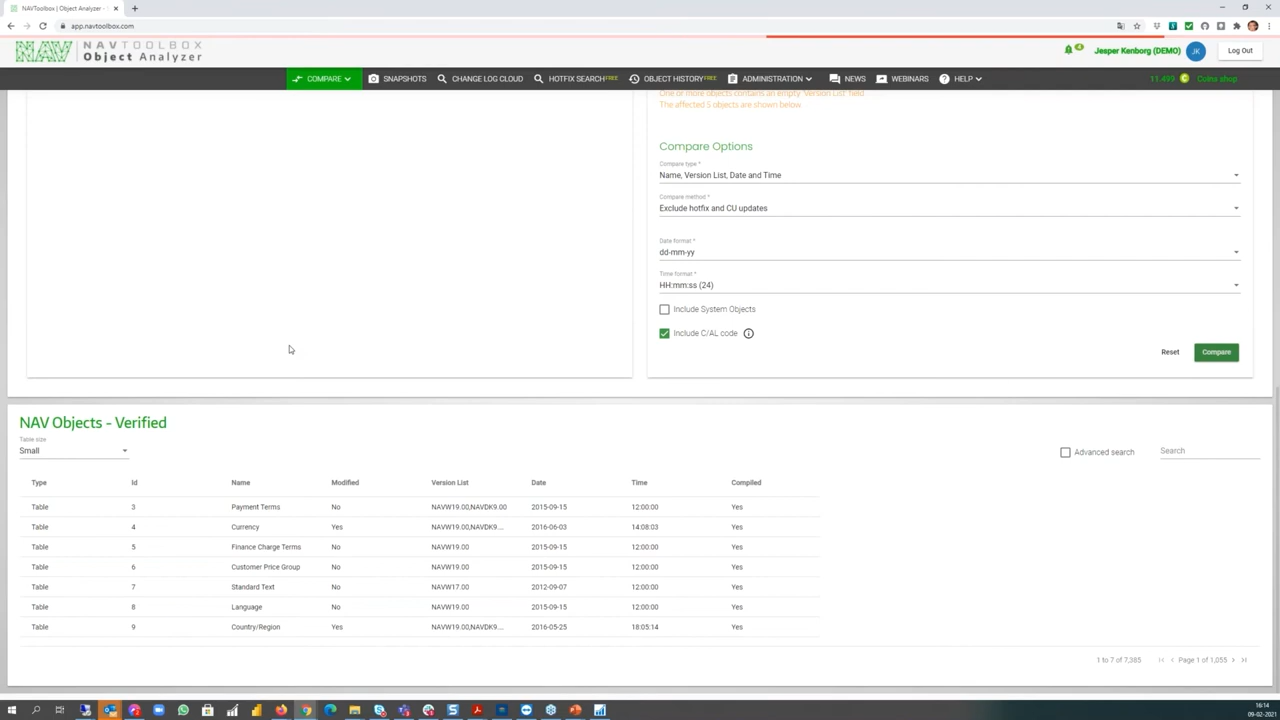 NAVToolbox | Object Analyzer -
app.navtoolbox.com
NAV NAVTOOLBOX
Object Analyzer
4
Jesper Kenborg (DEMO) JK Log Out
COMPARE SNAPSHOTS CHANGE LOG CLOUD HOTFIX SEARCH FREE OBJECT HISTORY FREE ADMINISTRATION NEWS WEBINARS HELP 11.499 C Coins shop
One or more objects contains an empty 'Version List' field
The affected 5 objects are shown below
Compare Options
Compare type *
Name, Version List, Date and Time
Compare method *
Exclude hotfix and CU updates
Date format *
dd-mm-yy
Time format *
HH:mm:ss (24)
Include System Objects
Include C/AL code
Reset Compare
NAV Objects - Verified
Table size
Small Advanced search Search
Type Id Name Modified Version List Date Time Compiled
Table 3 Payment Terms No NAVW19.00,NAVDK9.00 2015-09-15 12:00:00 Yes
Table 4 Currency Yes NAVW19.00,NAVDK9.... 2016-06-03 14:08:03 Yes
Table 5 Finance Charge Terms No NAVW19.00 2015-09-15 12:00:00 Yes
Table 6 Customer Price Group No NAVW19.00 2015-09-15 12:00:00 Yes
Table 7 Standard Text No NAVW17.00 2012-09-07 12:00:00 Yes
Table 8 Language No NAVW19.00 2015-09-15 12:00:00 Yes
Table 9 Country/Region Yes NAVW19.00,NAVDK9.... 2016-05-25 18:05:14 Yes
1 to 7 of 7,385 Page 1 of 1,055
16:14
09-02-2021